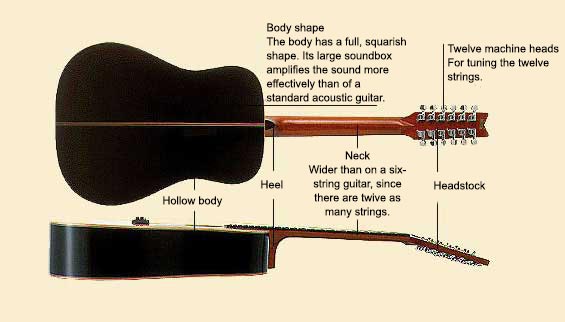 Body shape
The body has a full, squarish
shape. Its large soundbox
amplifies the sound more
effectively than of a
standard acoustic guitar.
Twelve machine heads
For tuning the twelve
strings.
Neck
Wider than on a six-
string guitar, since
there are twive as
many strings.
Heel
Headstock
Hollow body